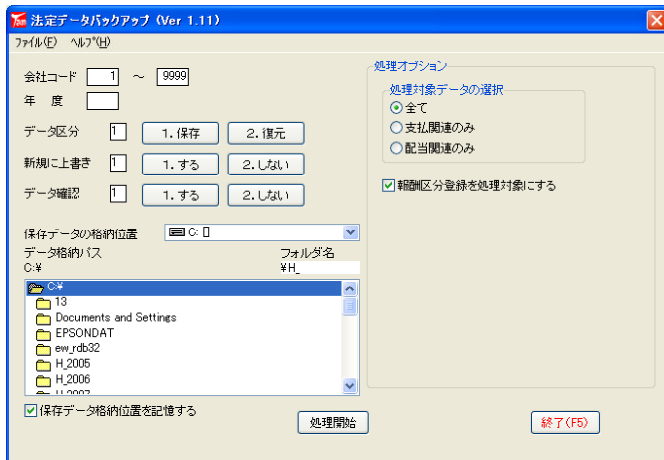 法定データバックアップ (Ver 1.11)
ファイル(F) ヘルプ(H)
会社コード 1 ～ 9999
年 度
データ区分 1 1.保存 2.復元
新規に上書き 1 1.する 2.しない
データ確認 1 1.する 2.しない
保存データの格納位置 C: []
データ格納パス フォルダ名
C:¥ ¥H_
C:¥
13
Documents and Settings
EPSONDAT
ew_rdb32
H_2005
H_2006
H_2007
保存データ格納位置を記憶する
処理開始
処理オプション
処理対象データの選択
全て
支払関連のみ
配当関連のみ
報酬区分登録を処理対象にする
終了(F5)